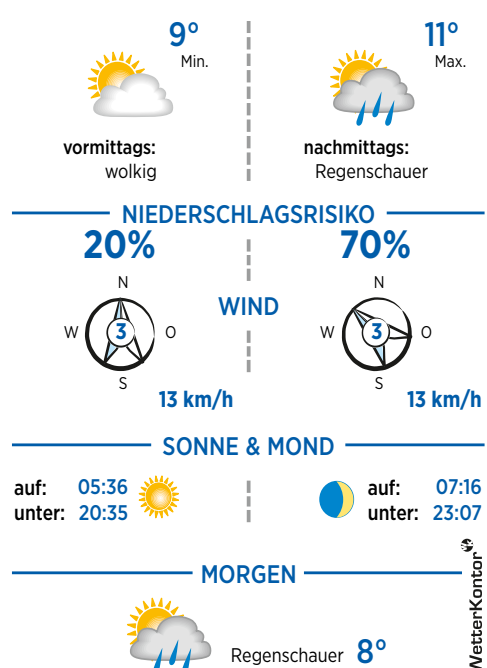 9°
Min.
11°
Max.
vormittags:
wolkig
nachmittags:
Regenschauer
NIEDERSCHLAGSRISIKO
20%
70%
WIND
N
W
3
O
S
13 km/h
N
W
3
O
S
13 km/h
SONNE & MOND
auf: 05:36
unter: 20:35
auf: 07:16
unter: 23:07
MORGEN
Regenschauer 8°
WetterKontor